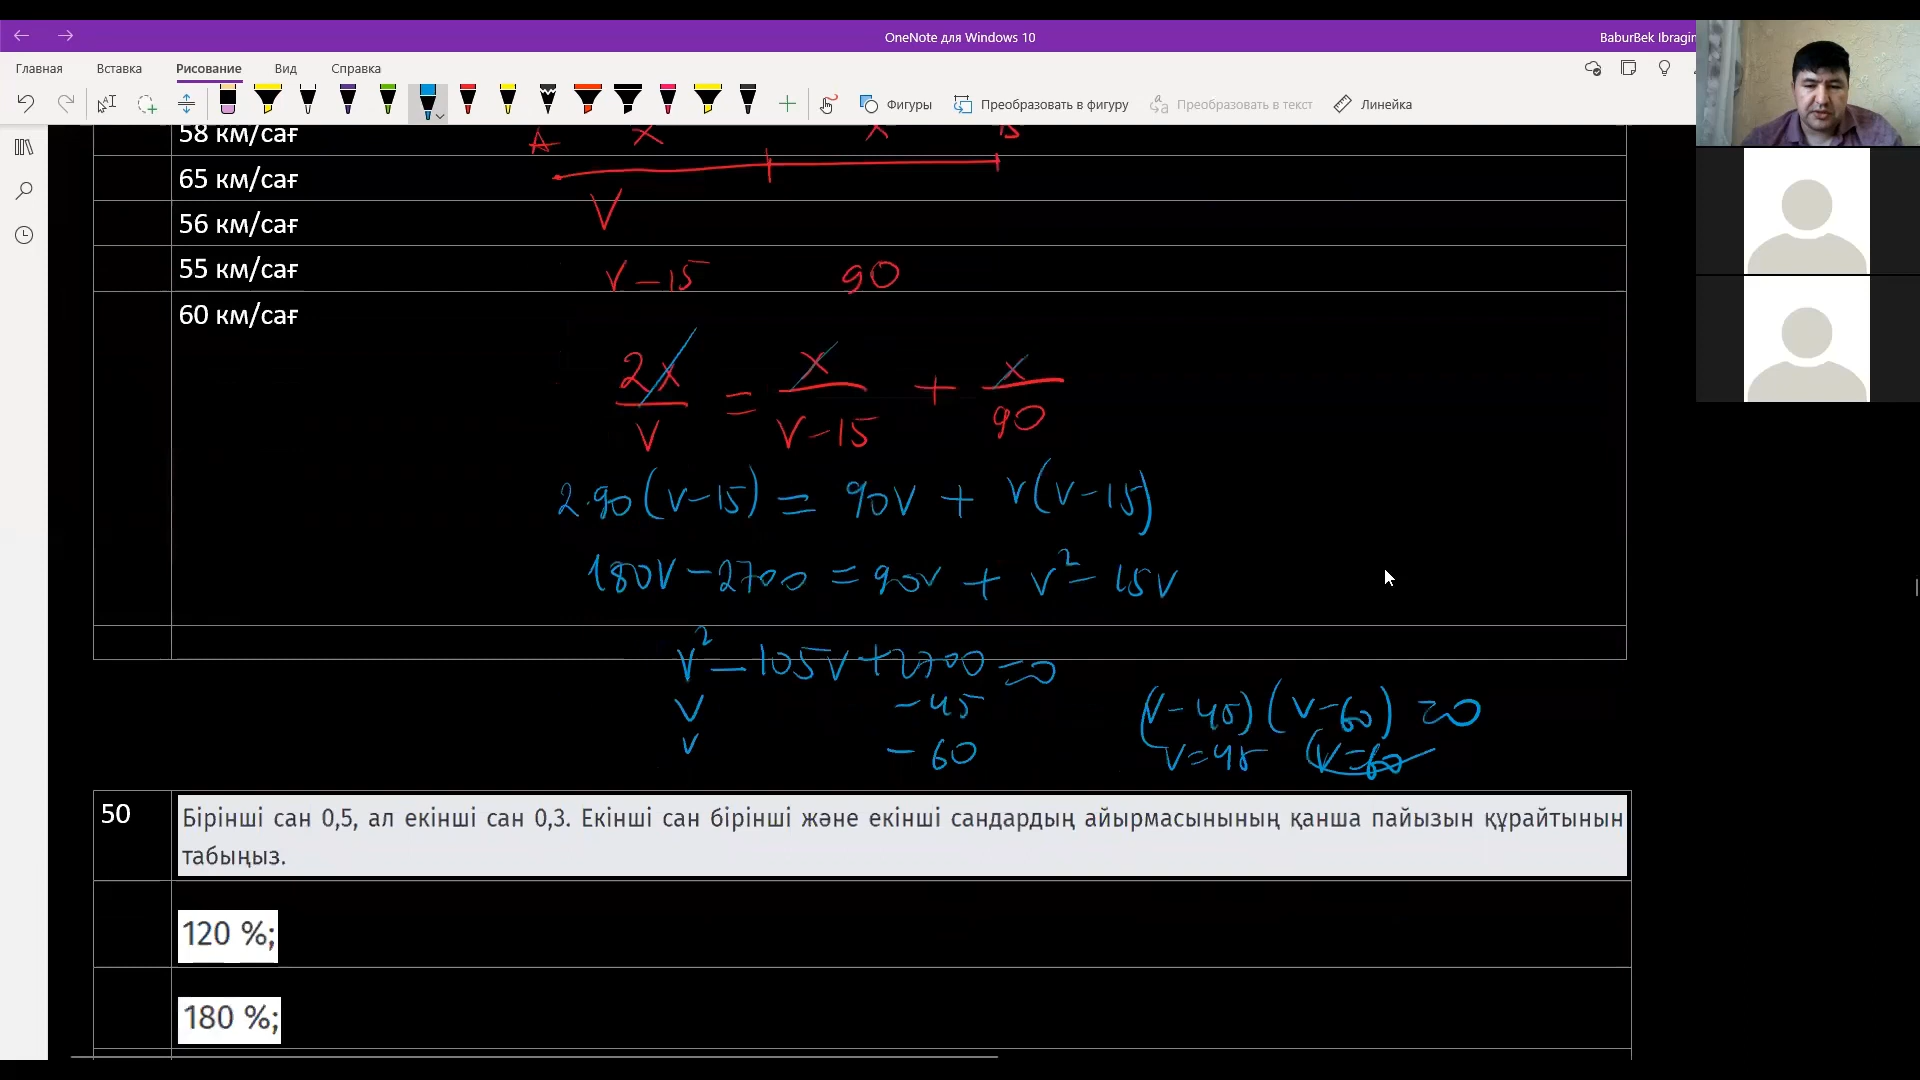 OneNote для Windows 10
BaburBek Ibragim
Главная Вставка Рисование Вид Справка
Фигуры Преобразовать в фигуру Преобразовать в текст Линейка
58 км/сағ
A x x B
65 км/сағ
V
56 км/сағ
55 км/сағ
V-15 90
60 км/сағ
2x/V = x/V-15 + x/90
2·90(V-15) = 90V + V(V-15)
180V-2700 = 90V + V²-15V
V²-105V+2700=0
V -45
V -60
(V-45)(V-60)=0
V=45 V=60
50 Бірінші сан 0,5, ал екінші сан 0,3. Екінші сан бірінші және екінші сандардың айырмасынының қанша пайызын құрайтынын
табыңыз.
120 %;
180 %;